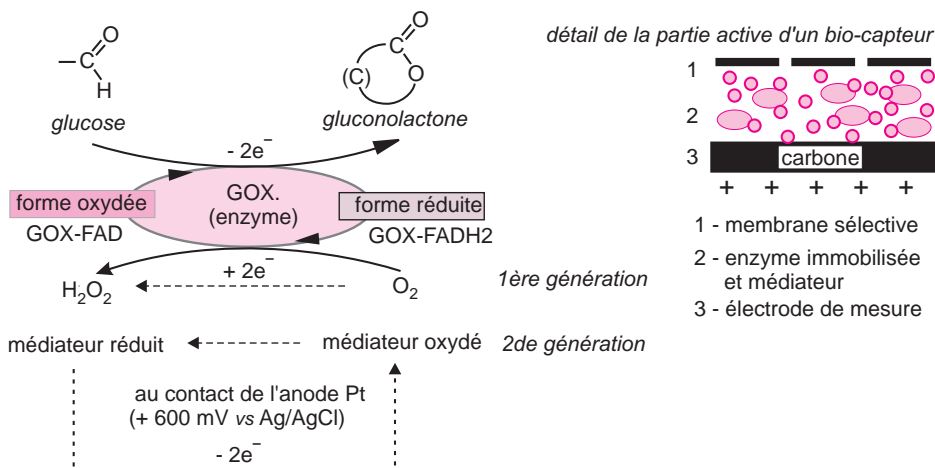 O
C
H
glucose
(C)
O
O
gluconolactone
- 2e⁻
forme oxydée
GOX-FAD
GOX.
(enzyme)
forme réduite
GOX-FADH2
+ 2e⁻
H₂O₂
O₂
1ère génération
médiateur réduit
médiateur oxydé
2de génération
au contact de l'anode Pt
(+ 600 mV vs Ag/AgCl)
- 2e⁻
détail de la partie active d'un bio-capteur
1
2
3
carbone
+ + + + +
1 - membrane sélective
2 - enzyme immobilisée
et médiateur
3 - électrode de mesure